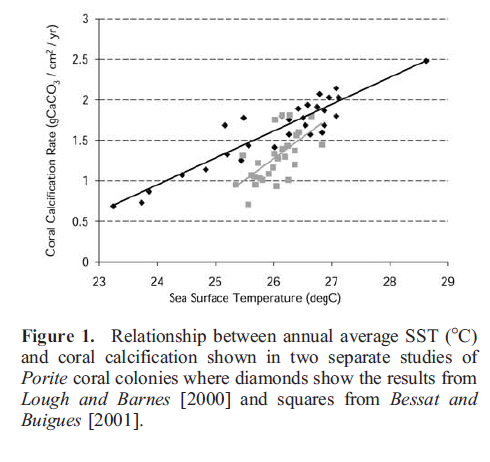 3
2.5
2
1.5
1
0.5
0
Coral Calcification Rate (gCaCO3 / cm2 / yr)
23 24 25 26 27 28 29
Sea Surface Temperature (degC)
Figure 1. Relationship between annual average SST (°C)
and coral calcification shown in two separate studies of
Porite coral colonies where diamonds show the results from
Lough and Barnes [2000] and squares from Bessat and
Buigues [2001].